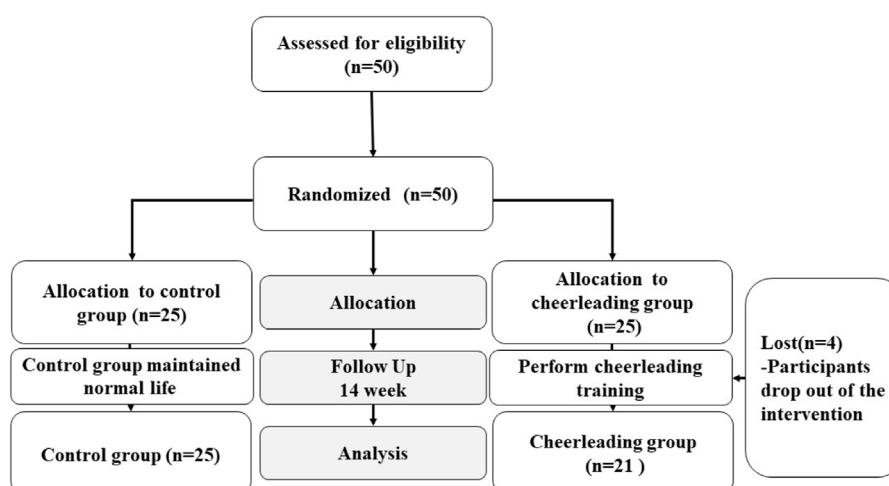 Assessed for eligibility
(n=50)
Randomized (n=50)
Allocation to control
group (n=25)
Allocation
Allocation to
cheerleading group
(n=25)
Lost(n=4)
-Participants
drop out of the
intervention
Control group maintained
normal life
Follow Up
14 week
Perform cheerleading
training
Control group (n=25)
Analysis
Cheerleading group
(n=21 )